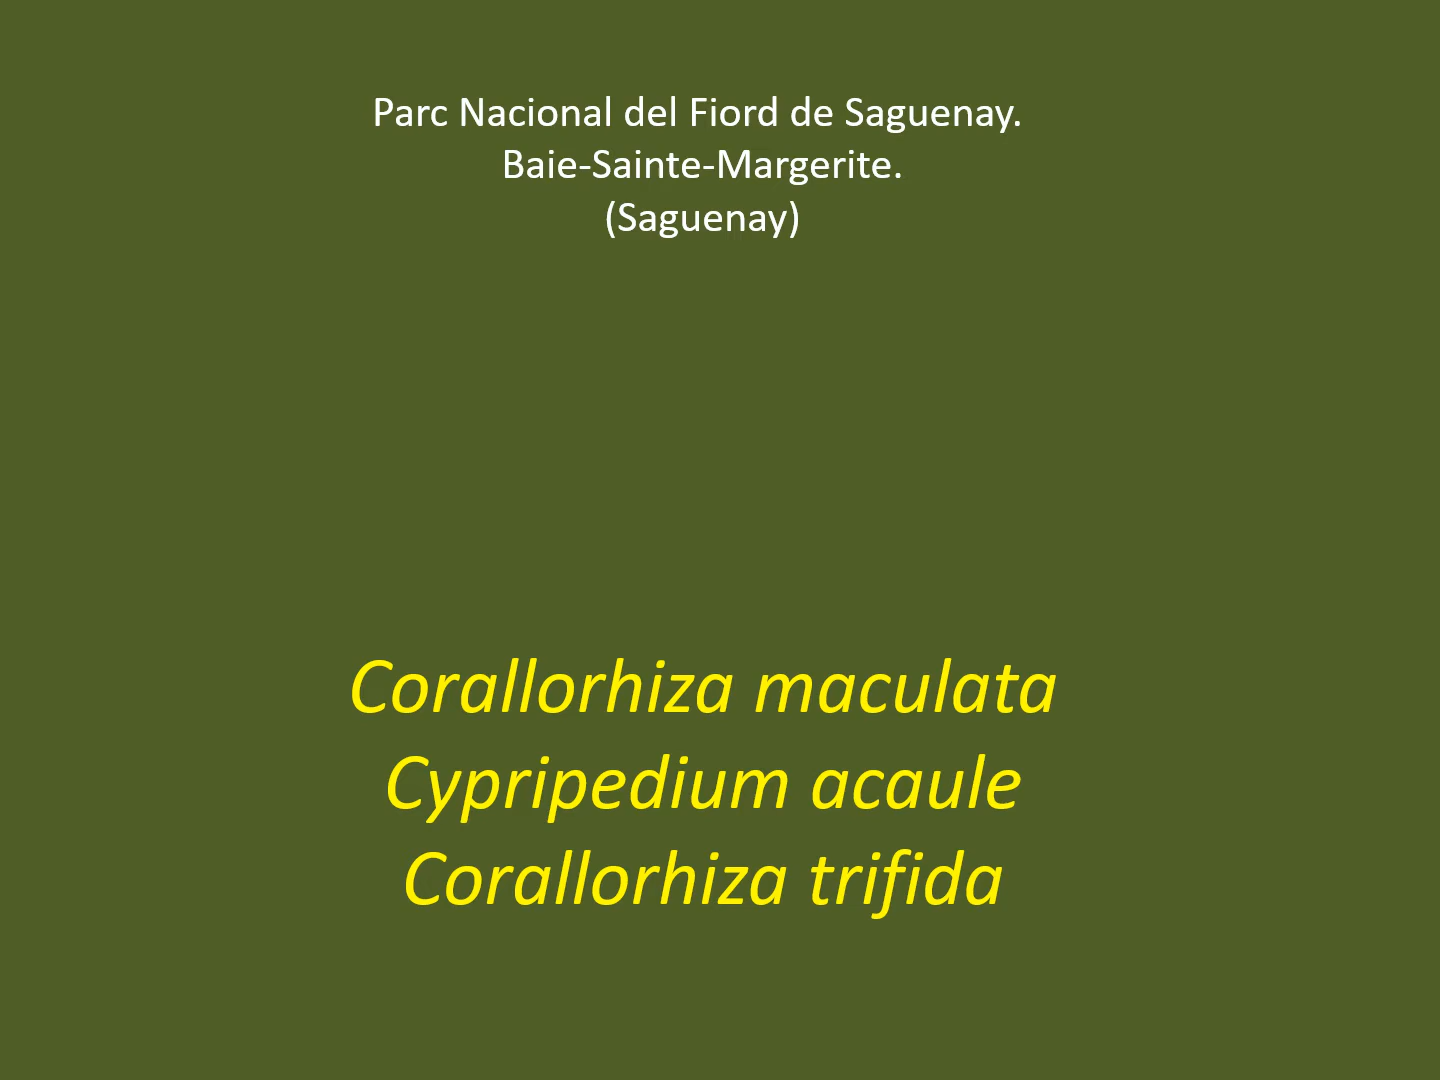 Parc Nacional del Fiord de Saguenay.
Baie-Sainte-Margerite.
(Saguenay)
Corallorhiza maculata
Cypripedium acaule
Corallorhiza trifida